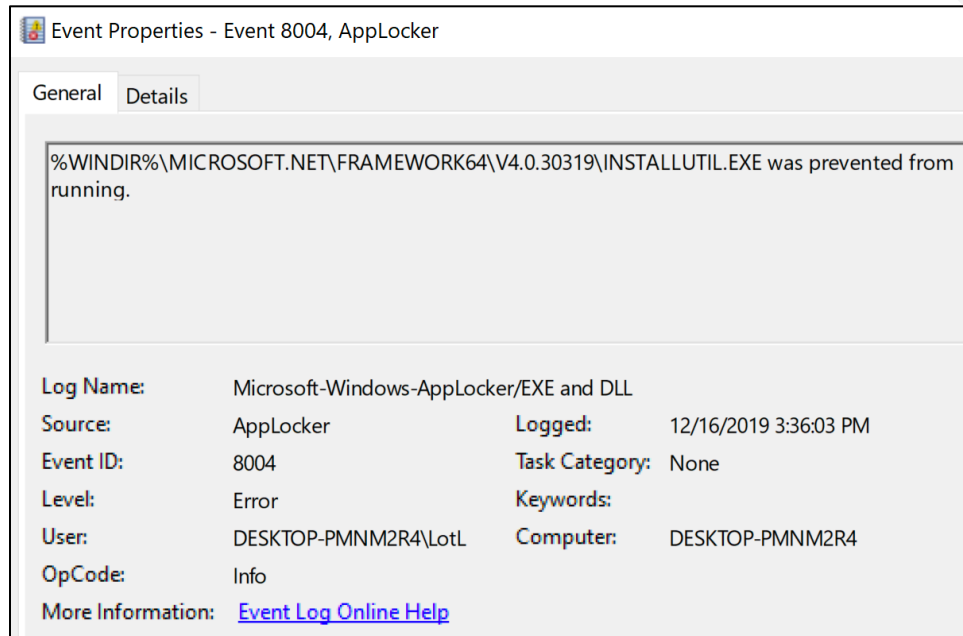 Event Properties - Event 8004, AppLocker
General Details
%WINDIR%\MICROSOFT.NET\FRAMEWORK64\V4.0.30319\INSTALLUTIL.EXE was prevented from
running.
Log Name: Microsoft-Windows-AppLocker/EXE and DLL
Source: AppLocker Logged: 12/16/2019 3:36:03 PM
Event ID: 8004 Task Category: None
Level: Error Keywords:
User: DESKTOP-PMNM2R4\LotL Computer: DESKTOP-PMNM2R4
OpCode: Info
More Information: Event Log Online Help